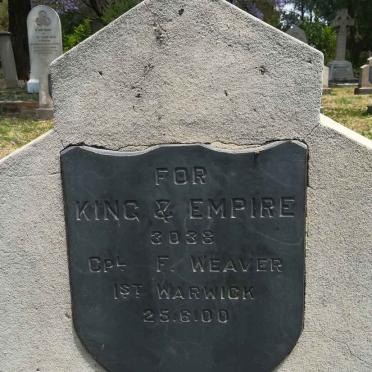 FOR
KING & EMPIRE
3038
CPL F. WEAVER
1ST WARWICK
25.6.00